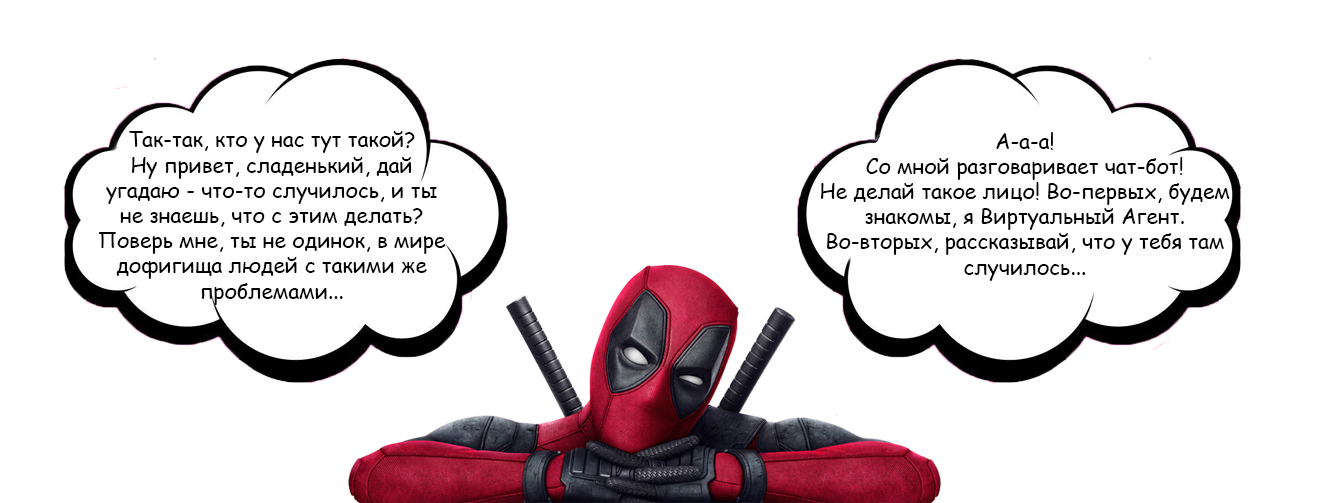 Так-так, кто у нас тут такой?
Ну привет, сладенький, дай
угадаю - что-то случилось, и ты
не знаешь, что с этим делать?
Поверь мне, ты не одинок, в мире
дофигища людей с такими же
проблемами...
А-а-а!
Со мной разговаривает чат-бот!
Не делай такое лицо! Во-первых, будем
знакомы, я Виртуальный Агент.
Во-вторых, рассказывай, что у тебя там
случилось...